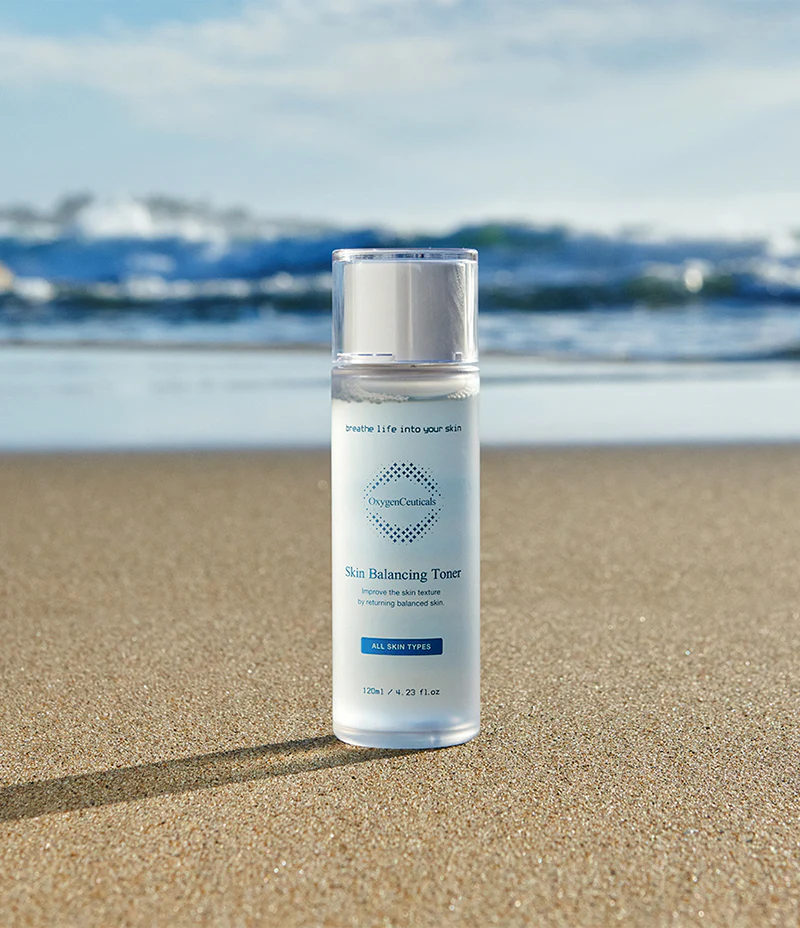 breathe life into your skin
OxygenCeuticals
Skin Balancing Toner
Improve the skin texture
by returning balanced skin.
ALL SKIN TYPES
120ml / 4.23 fl.oz